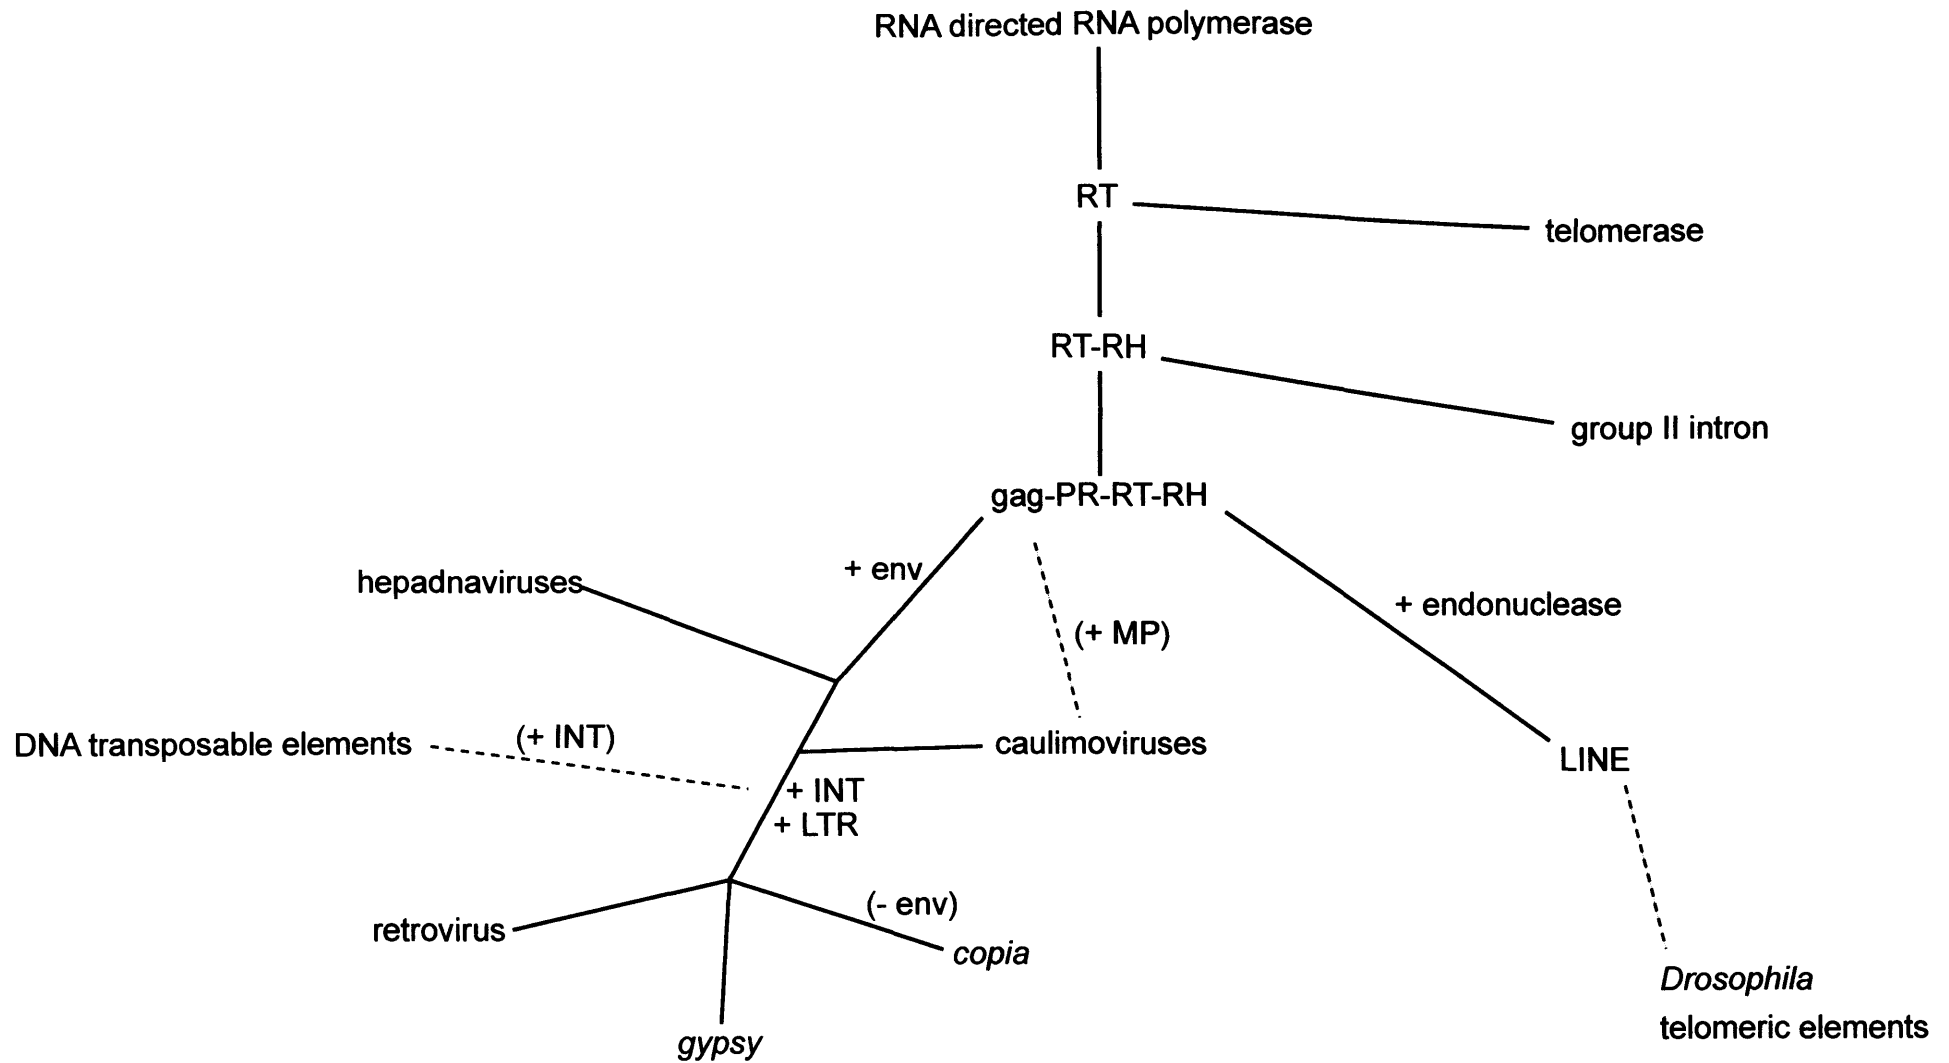 RNA directed RNA polymerase
RT
telomerase
RT-RH
group II intron
gag-PR-RT-RH
+ env
hepadnaviruses
+ endonuclease
(+ MP)
DNA transposable elements
(+ INT)
caulimoviruses
LINE
+ INT
+ LTR
(- env)
retrovirus
copia
Drosophila
telomeric elements
gypsy